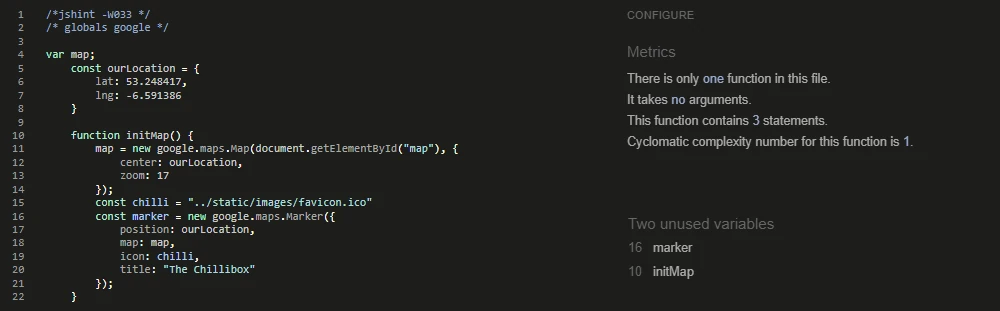 1 /*jshint -W033 */
2 /* globals google */
3
4 var map;
5 const ourLocation = {
6 lat: 53.248417,
7 lng: -6.591386
8 }
9
10 function initMap() {
11 map = new google.maps.Map(document.getElementById("map"), {
12 center: ourLocation,
13 zoom: 17
14 });
15 const chilli = "../static/images/favicon.ico"
16 const marker = new google.maps.Marker({
17 position: ourLocation,
18 map: map,
19 icon: chilli,
20 title: "The Chillibox"
21 });
22 }
CONFIGURE
Metrics
There is only one function in this file.
It takes no arguments.
This function contains 3 statements.
Cyclomatic complexity number for this function is 1.
Two unused variables
16 marker
10 initMap